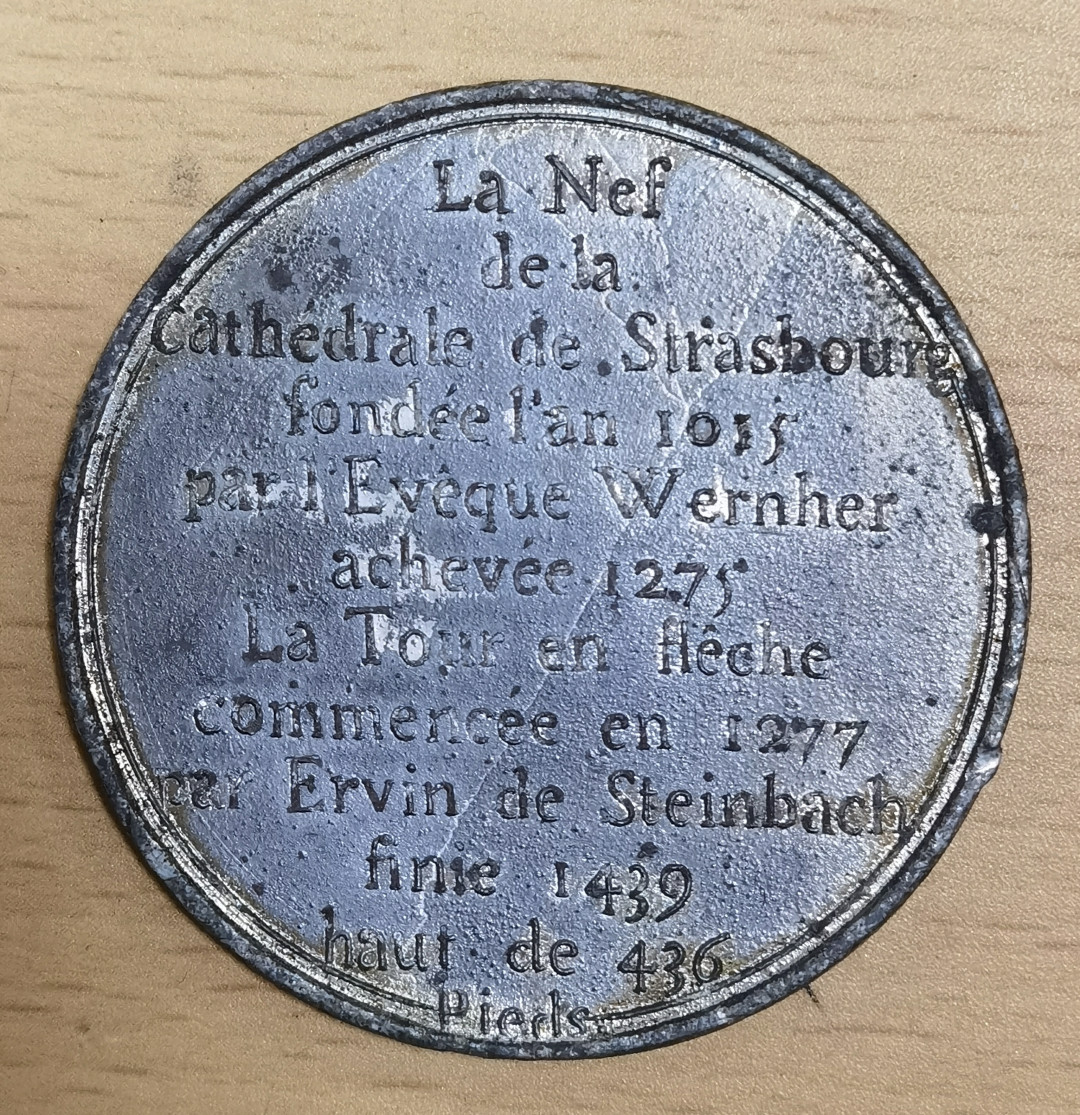 La Nef
de la
Cathédrale de Strasbourg
fondée l'an 1015
par l'Evêque Wernher
achevée 1275
La Tour en flêche
commencée en 1277
par Ervin de Steinbach
finie 1439
haut de 436
Pieds.